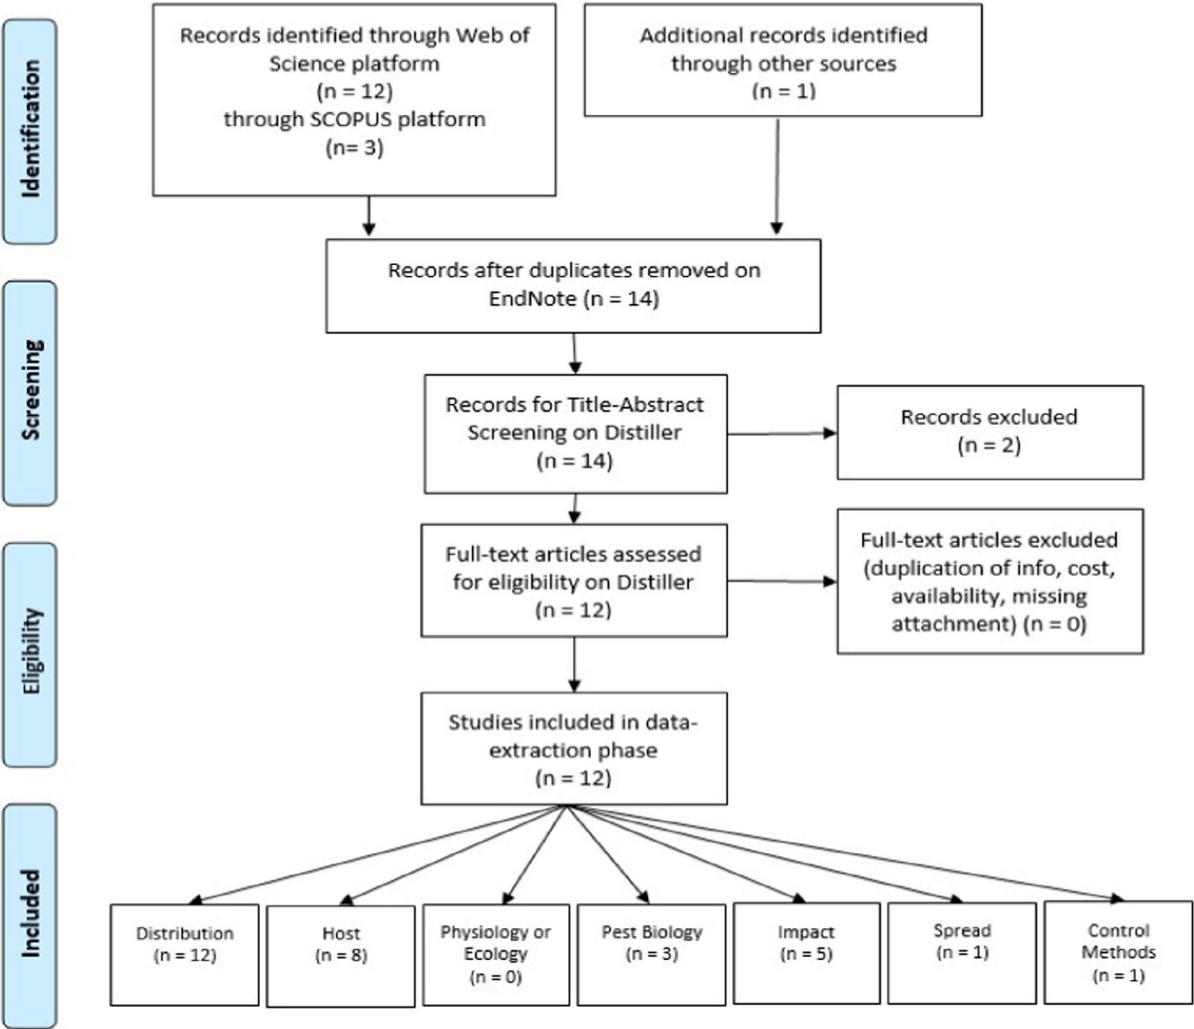 Identification
Records identified through Web of
Science platform
(n = 12)
through SCOPUS platform
(n= 3)
Additional records identified
through other sources
(n = 1)
Records after duplicates removed on
EndNote (n = 14)
Screening
Records for Title-Abstract
Screening on Distiller
(n = 14)
Records excluded
(n = 2)
Eligibility
Full-text articles assessed
for eligibility on Distiller
(n = 12)
Full-text articles excluded
(duplication of info, cost,
availability, missing
attachment) (n = 0)
Studies included in data-
extraction phase
(n = 12)
Included
Distribution
(n = 12)
Host
(n = 8)
Physiology or
Ecology
(n = 0)
Pest Biology
(n = 3)
Impact
(n = 5)
Spread
(n = 1)
Control
Methods
(n = 1)